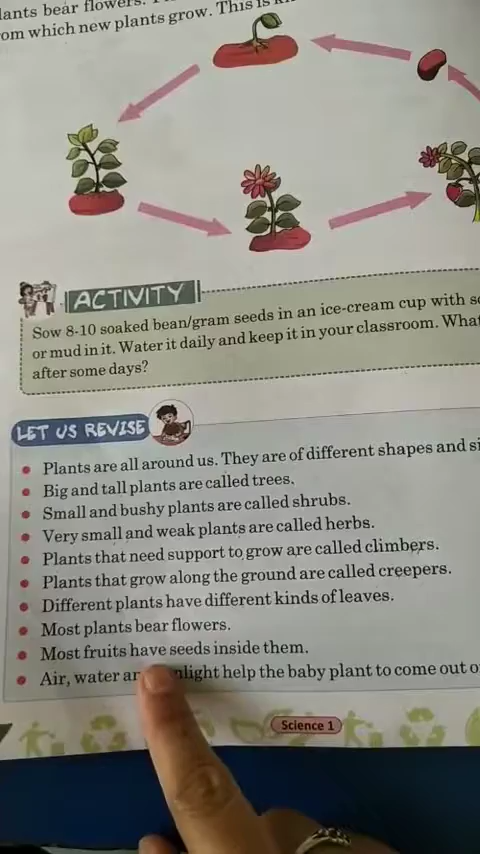 lants bear flowers.
om which new plants grow. This is
ACTIVITY
Sow 8-10 soaked bean/gram seeds in an ice-cream cup with
or mud in it. Water it daily and keep it in your classroom. What
after some days?
LET US REVISE
• Plants are all around us. They are of different shapes and si
• Big and tall plants are called trees.
• Small and bushy plants are called shrubs.
• Very small and weak plants are called herbs.
• Plants that need support to grow are called climbers.
• Plants that grow along the ground are called creepers.
• Different plants have different kinds of leaves.
• Most plants bear flowers.
• Most fruits have seeds inside them.
• Air, water an nlight help the baby plant to come out o
Science 1